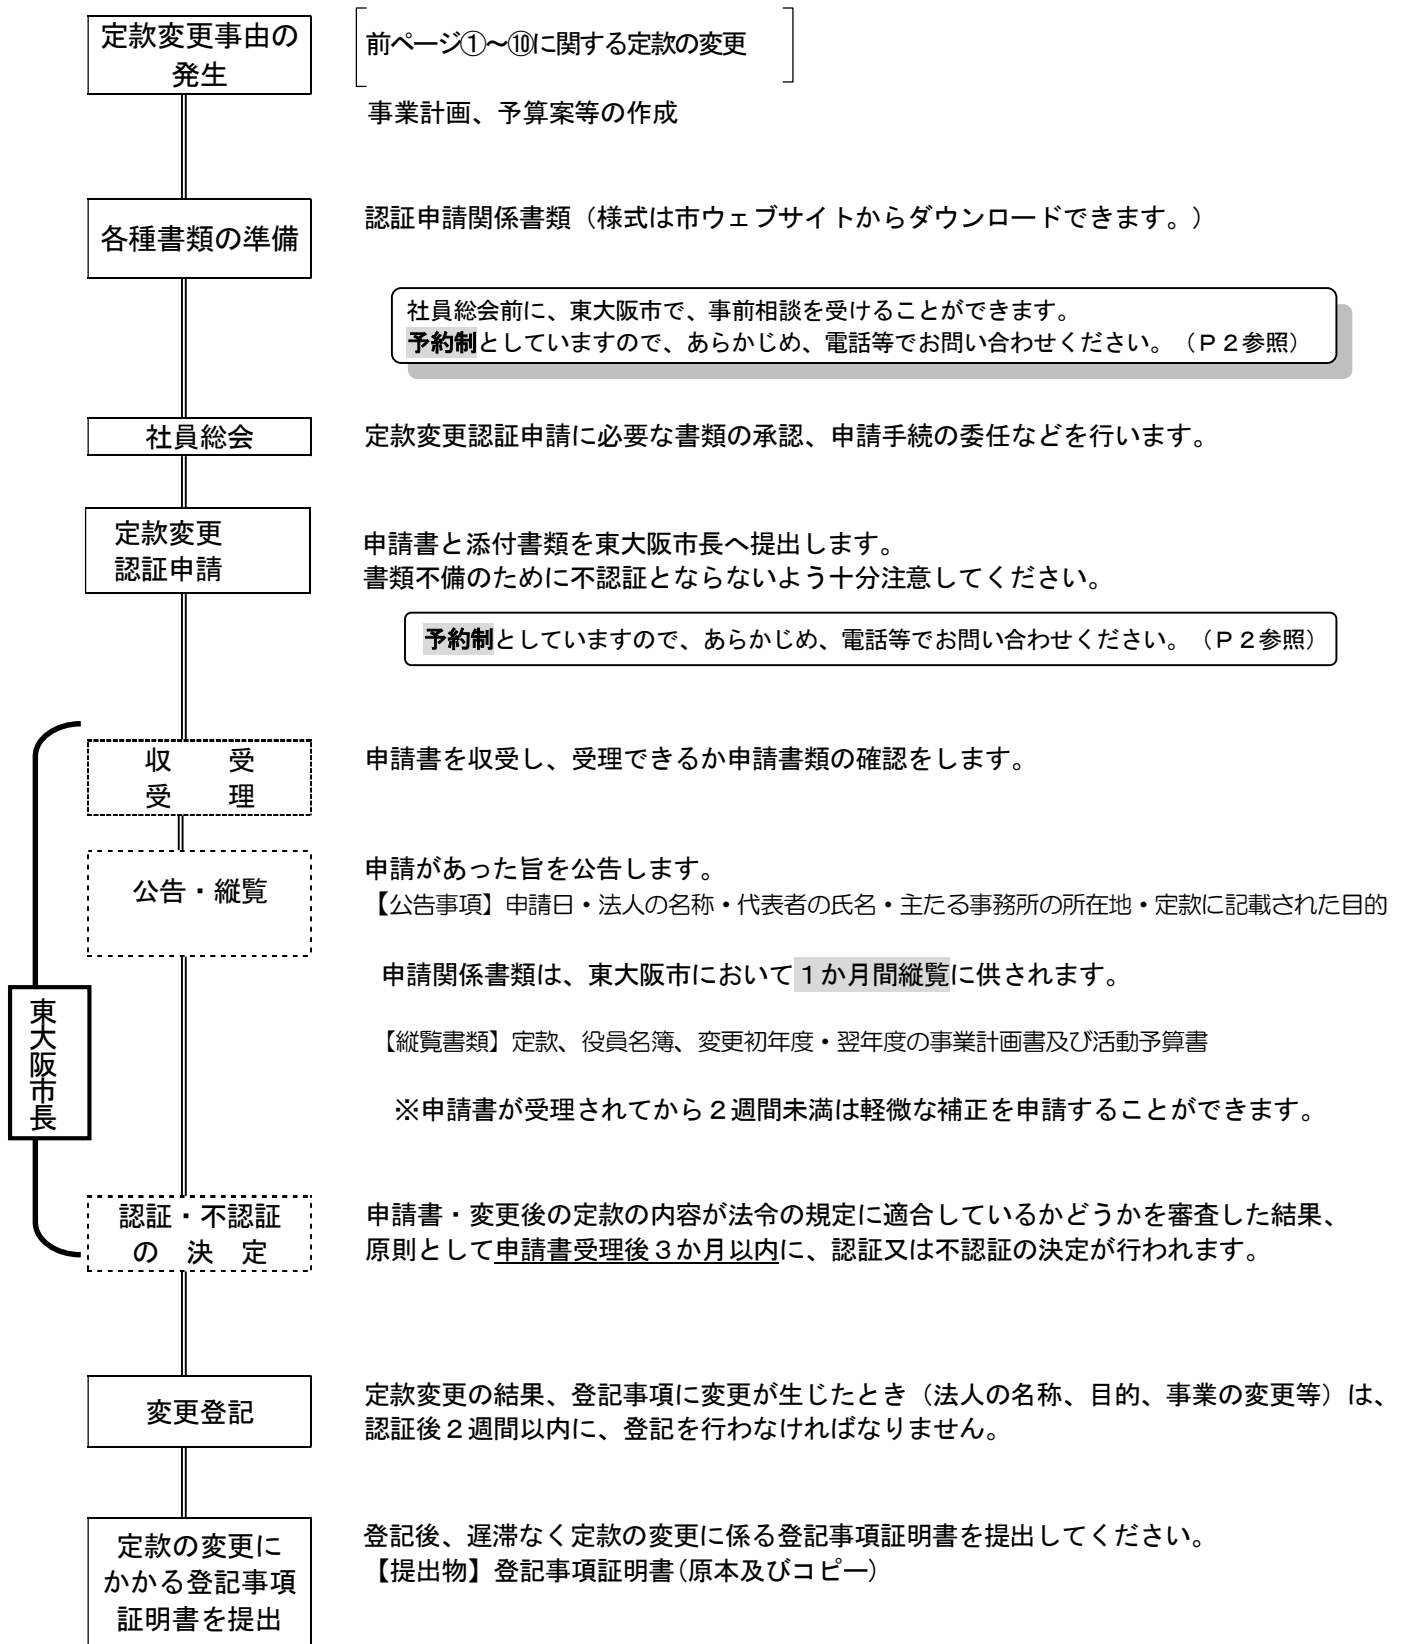 定款変更事由の
発生
前ページ①～⑩に関する定款の変更
事業計画、予算案等の作成
各種書類の準備
認証申請関係書類（様式は市ウェブサイトからダウンロードできます。）
社員総会前に、東大阪市で、事前相談を受けることができます。
予約制としていますので、あらかじめ、電話等でお問い合わせください。（Ｐ２参照）
社員総会
定款変更認証申請に必要な書類の承認、申請手続の委任などを行います。
定款変更
認証申請
申請書と添付書類を東大阪市長へ提出します。
書類不備のために不認証とならないよう十分注意してください。
予約制としていますので、あらかじめ、電話等でお問い合わせください。（Ｐ２参照）
東大阪市長
収　　受
受　　理
申請書を収受し、受理できるか申請書類の確認をします。
公告・縦覧
申請があった旨を公告します。
【公告事項】申請日・法人の名称・代表者の氏名・主たる事務所の所在地・定款に記載された目的
申請関係書類は、東大阪市において１か月間縦覧に供されます。
【縦覧書類】定款、役員名簿、変更初年度・翌年度の事業計画書及び活動予算書
※申請書が受理されてから２週間未満は軽微な補正を申請することができます。
認証・不認証
の　決　定
申請書・変更後の定款の内容が法令の規定に適合しているかどうかを審査した結果、
原則として申請書受理後３か月以内に、認証又は不認証の決定が行われます。
変更登記
定款変更の結果、登記事項に変更が生じたとき（法人の名称、目的、事業の変更等）は、
認証後２週間以内に、登記を行わなければなりません。
定款の変更に
かかる登記事項
証明書を提出
登記後、遅滞なく定款の変更に係る登記事項証明書を提出してください。
【提出物】登記事項証明書(原本及びコピー)